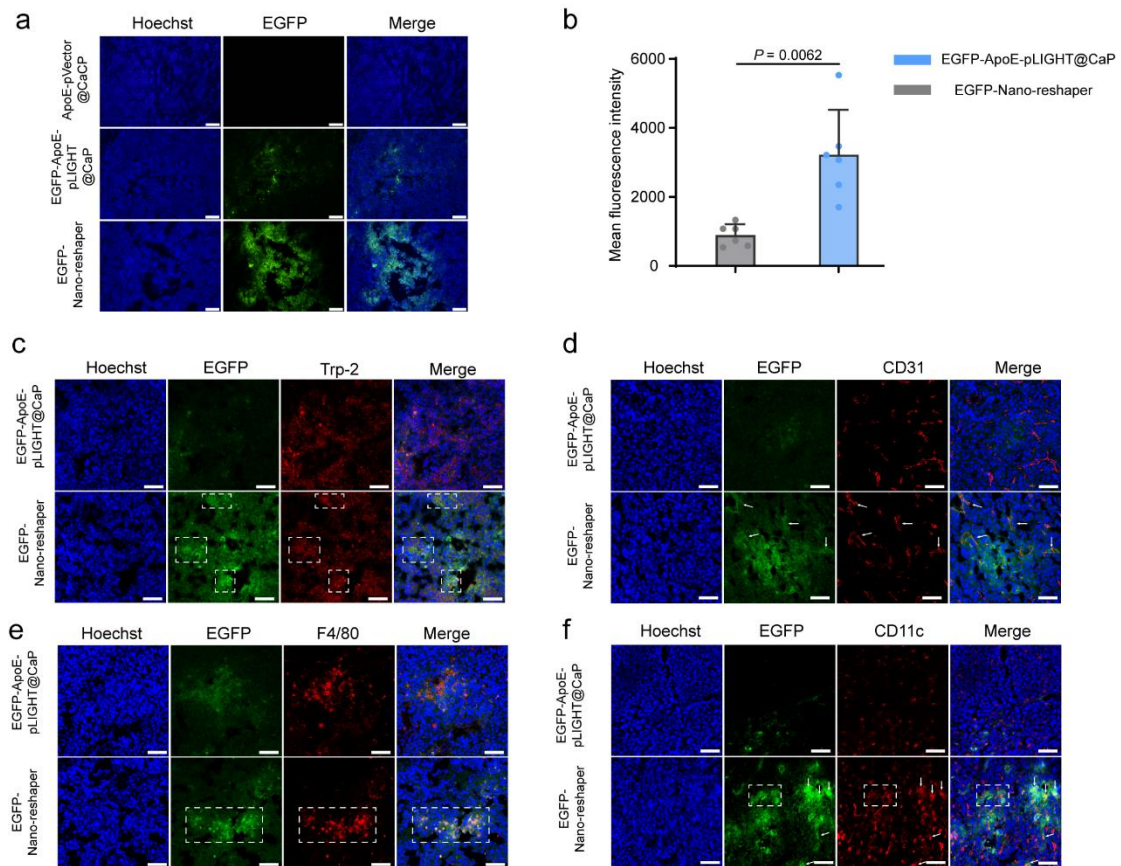 a
Hoechst EGFP Merge
ApoE-pVector
@CaCP
EGFP-ApoE-
pLIGHT
@CaP
EGFP-
Nano-reshaper
b
P = 0.0062
EGFP-ApoE-pLIGHT@CaP
EGFP-Nano-reshaper
Mean fluorescence intensity
6000
4000
2000
0
c
Hoechst EGFP Trp-2 Merge
EGFP-ApoE-
pLIGHT@CaP
EGFP-
Nano-reshaper
d
Hoechst EGFP CD31 Merge
EGFP-ApoE-
pLIGHT@CaP
EGFP-
Nano-reshaper
e
Hoechst EGFP F4/80 Merge
EGFP-ApoE-
pLIGHT@CaP
EGFP-
Nano-reshaper
f
Hoechst EGFP CD11c Merge
EGFP-ApoE-
pLIGHT@CaP
EGFP-
Nano-reshaper